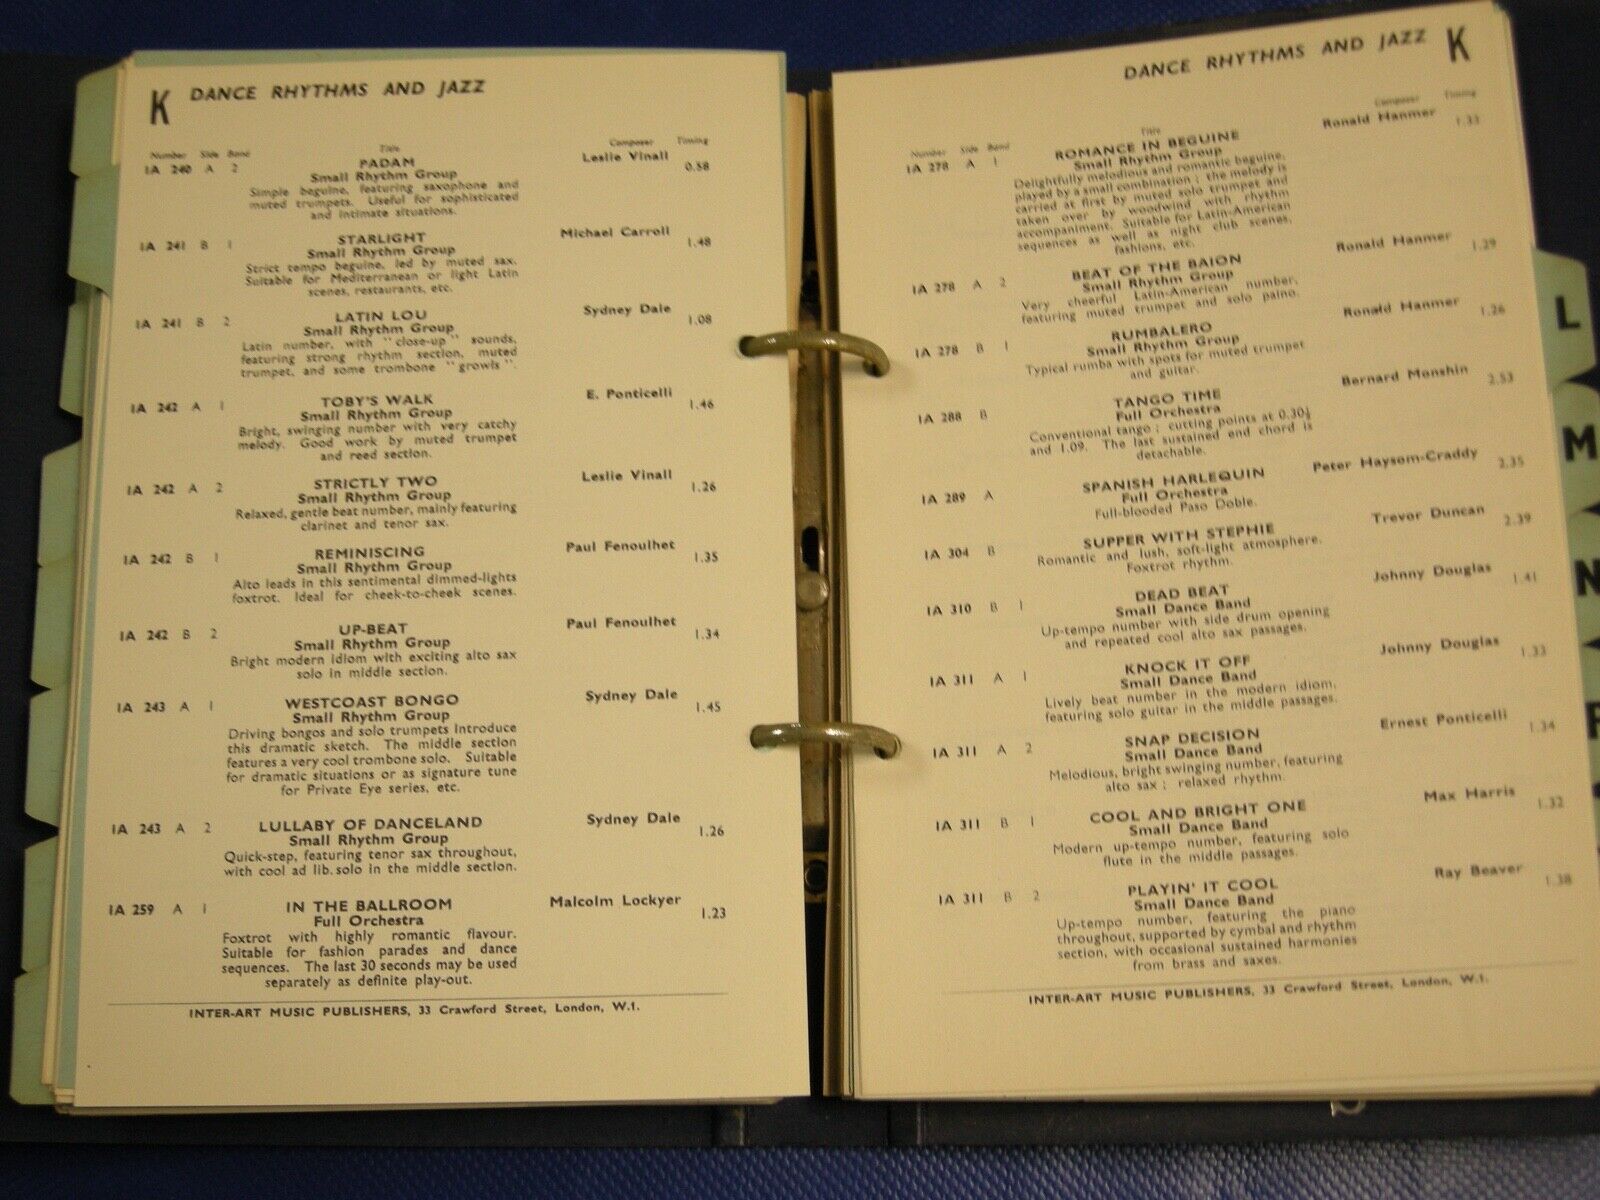 K DANCE RHYTHMS AND JAZZ
Number Side Band Title Composer Timing
IA 240 A 2 PADAM Leslie Vinall 0.58
Small Rhythm Group
Simple beguine, featuring saxophone and
muted trumpets. Useful for sophisticated
and intimate situations.
IA 241 B 1 STARLIGHT Michael Carroll 1.48
Small Rhythm Group
Strict tempo beguine, led by muted sax.
Suitable for Mediterranean or light Latin
scenes, restaurants, etc.
IA 241 B 2 LATIN LOU Sydney Dale 1.08
Small Rhythm Group
Latin number, with "close-up" sounds,
featuring strong rhythm section, muted
trumpet, and some trombone "growls".
IA 242 A 1 TOBY'S WALK E. Ponticelli 1.46
Small Rhythm Group
Bright, swinging number with very catchy
melody. Good work by muted trumpet
and reed section.
IA 242 A 2 STRICTLY TWO Leslie Vinall 1.26
Small Rhythm Group
Relaxed, gentle beat number, mainly featuring
clarinet and tenor sax.
IA 242 B 1 REMINISCING Paul Fenoulhet 1.35
Small Rhythm Group
Alto leads in this sentimental dimmed-lights
foxtrot. Ideal for cheek-to-cheek scenes.
IA 242 B 2 UP-BEAT Paul Fenoulhet 1.34
Small Rhythm Group
Bright modern idiom with exciting alto sax
solo in middle section.
IA 243 A 1 WESTCOAST BONGO Sydney Dale 1.45
Small Rhythm Group
Driving bongos and solo trumpets introduce
this dramatic sketch. The middle section
features a very cool trombone solo. Suitable
for dramatic situations or as signature tune
for Private Eye series, etc.
IA 243 A 2 LULLABY OF DANCELAND Sydney Dale 1.26
Small Rhythm Group
Quick-step, featuring tenor sax throughout,
with cool ad lib. solo in the middle section.
IA 259 A 1 IN THE BALLROOM Malcolm Lockyer 1.23
Full Orchestra
Foxtrot with highly romantic flavour.
Suitable for fashion parades and dance
sequences. The last 30 seconds may be used
separately as definite play-out.
INTER-ART MUSIC PUBLISHERS, 33 Crawford Street, London, W.1.
DANCE RHYTHMS AND JAZZ K
Number Side Band Title Composer Timing
IA 278 A 1 ROMANCE IN BEGUINE Ronald Hanmer 1.33
Small Rhythm Group
Delightfully melodious and romantic beguine,
played by a small combination; the melody is
carried at first by muted solo trumpet and
taken over by woodwind with rhythm
accompaniment. Suitable for Latin-American
sequences as well as night club scenes,
fashions, etc.
IA 278 A 2 BEAT OF THE BAION Ronald Hanmer 1.29
Small Rhythm Group
Very cheerful Latin-American number,
featuring muted trumpet and solo paino.
IA 278 B 1 RUMBALERO Ronald Hanmer 1.26
Small Rhythm Group
Typical rumba with spots for muted trumpet
and guitar.
IA 288 B TANGO TIME Bernard Monshin 2.53
Full Orchestra
Conventional tango; cutting points at 0.30½
and 1.09. The last sustained end chord is
detachable.
IA 289 A SPANISH HARLEQUIN Peter Haysom-Craddy 2.35
Full Orchestra
Full-blooded Paso Doble.
IA 304 B SUPPER WITH STEPHIE Trevor Duncan 2.39
Romantic and lush, soft-light atmosphere.
Foxtrot rhythm.
IA 310 B 1 DEAD BEAT Johnny Douglas 1.41
Small Dance Band
Up-tempo number with side drum opening
and repeated cool alto sax passages.
IA 311 A 1 KNOCK IT OFF Johnny Douglas 1.33
Small Dance Band
Lively beat number in the modern idiom,
featuring solo guitar in the middle passages.
IA 311 A 2 SNAP DECISION Ernest Ponticelli 1.34
Small Dance Band
Melodious, bright swinging number, featuring
alto sax; relaxed rhythm.
IA 311 B 1 COOL AND BRIGHT ONE Max Harris 1.32
Small Dance Band
Modern up-tempo number, featuring solo
flute in the middle passages.
IA 311 B 2 PLAYIN' IT COOL Ray Beaver 1.38
Small Dance Band
Up-tempo number, featuring the piano
throughout, supported by cymbal and rhythm
section, with occasional sustained harmonies
from brass and saxes.
INTER-ART MUSIC PUBLISHERS, 33 Crawford Street, London, W.1.
L
M
N